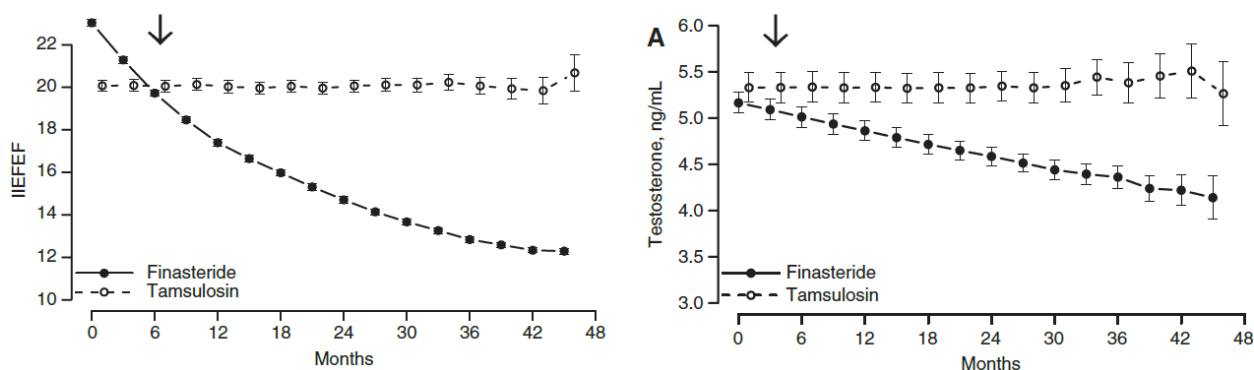 22
20
18
16
14
12
10
IIEFEF
Finasteride
Tamsulosin
0 6 12 18 24 30 36 42 48
Months
A
6.0
5.5
5.0
4.5
4.0
3.5
3.0
Testosterone, ng/mL
Finasteride
Tamsulosin
0 6 12 18 24 30 36 42 48
Months